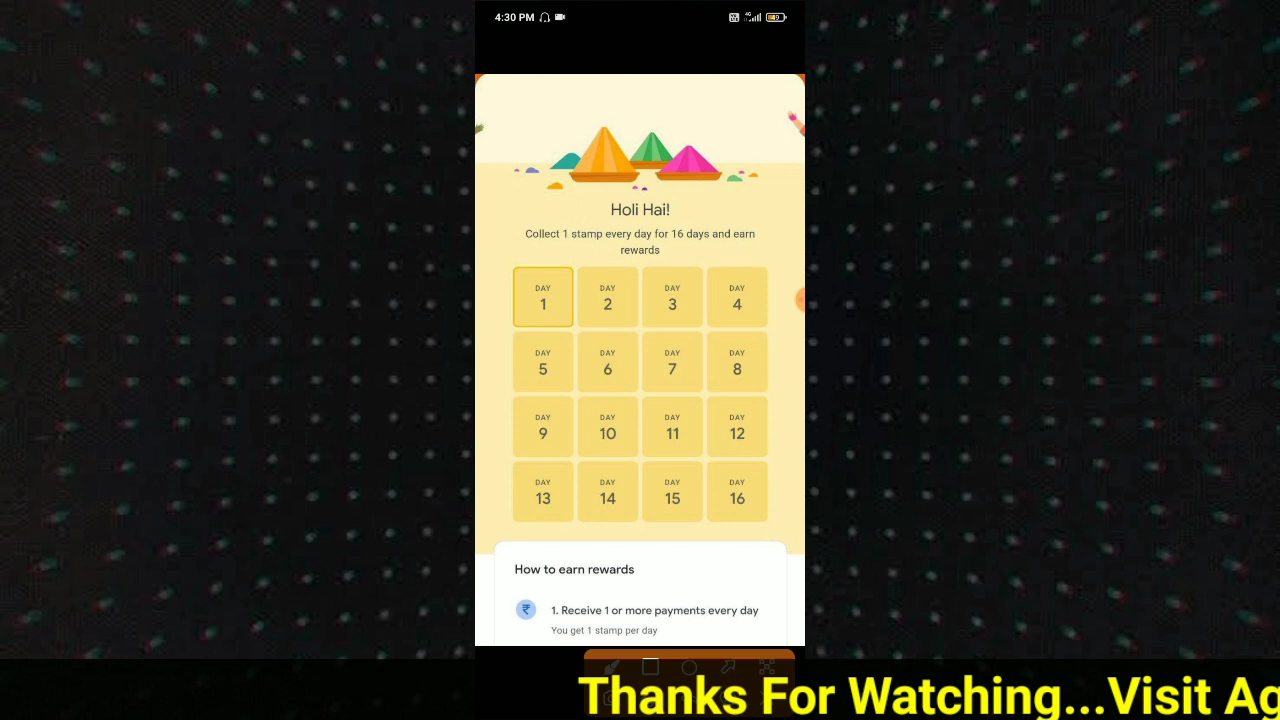 4:30 PM
4G
49
Holi Hai!
Collect 1 stamp every day for 16 days and earn
rewards
DAY DAY DAY DAY
1 2 3 4
DAY DAY DAY DAY
5 6 7 8
DAY DAY DAY DAY
9 10 11 12
DAY DAY DAY DAY
13 14 15 16
How to earn rewards
₹
1. Receive 1 or more payments every day
You get 1 stamp per day
Thanks For Watching...Visit Ag